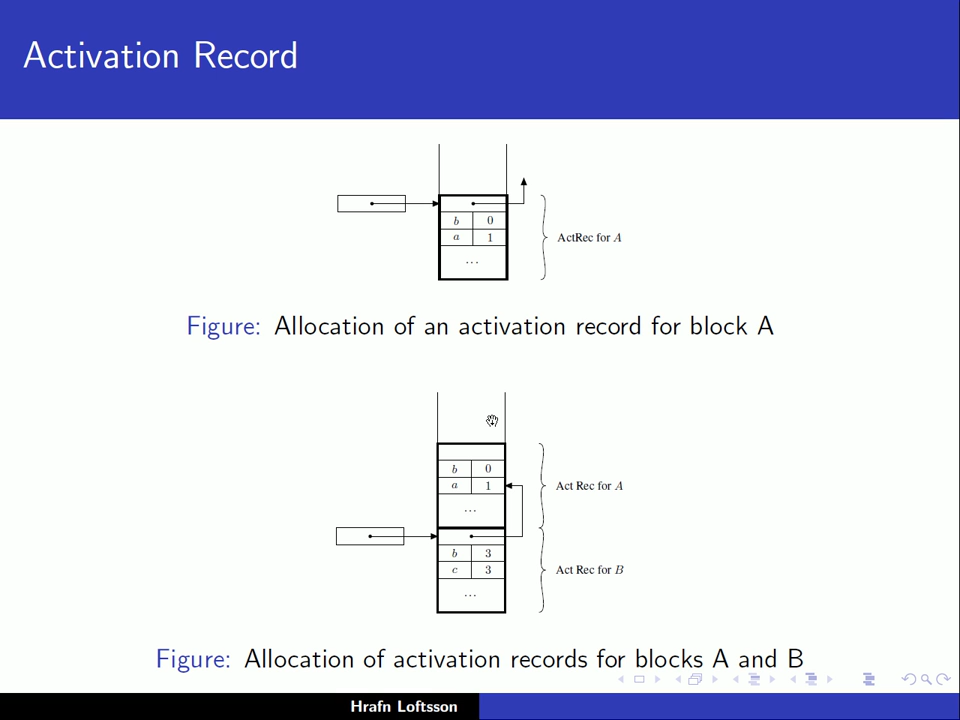 Activation Record
b 0
a 1
...
ActRec for A
Figure: Allocation of an activation record for block A
b 0
a 1
...
Act Rec for A
b 3
c 3
...
Act Rec for B
Figure: Allocation of activation records for blocks A and B
Hrafn Loftsson